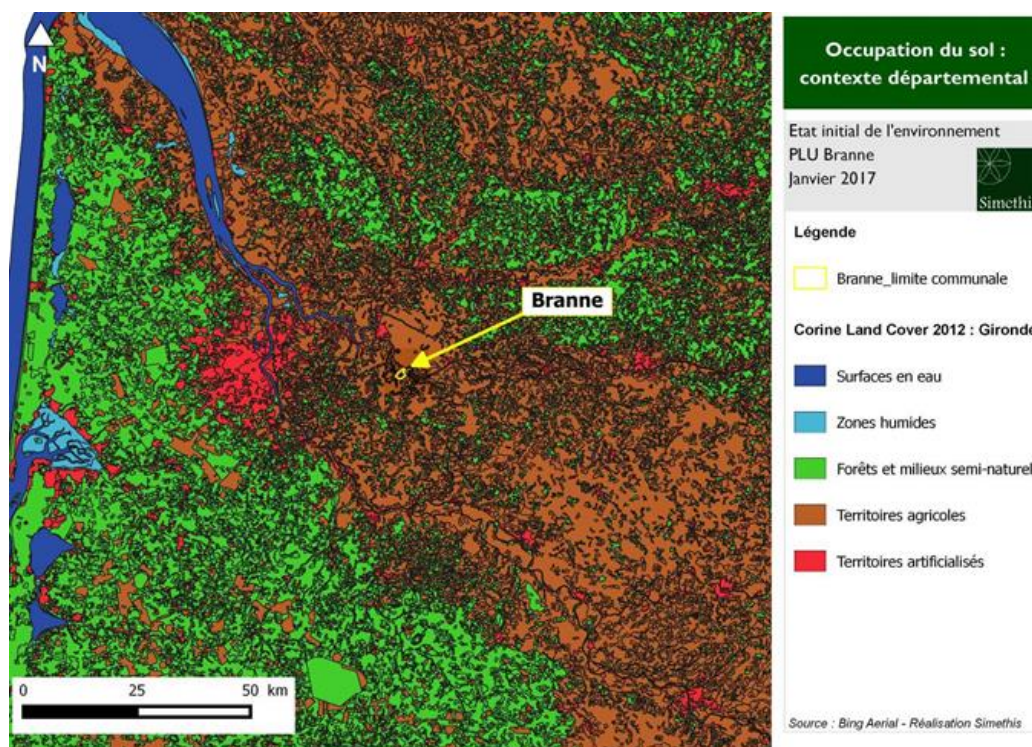 N
Branne
0 25 50 km
Occupation du sol :
contexte départemental
Etat initial de l'environnement
PLU Branne
Janvier 2017
Simethi
Légende
Branne_limite communale
Corine Land Cover 2012 : Gironde
Surfaces en eau
Zones humides
Forêts et milieux semi-naturel
Territoires agricoles
Territoires artificialisés
Source : Bing Aerial - Réalisation Simethis